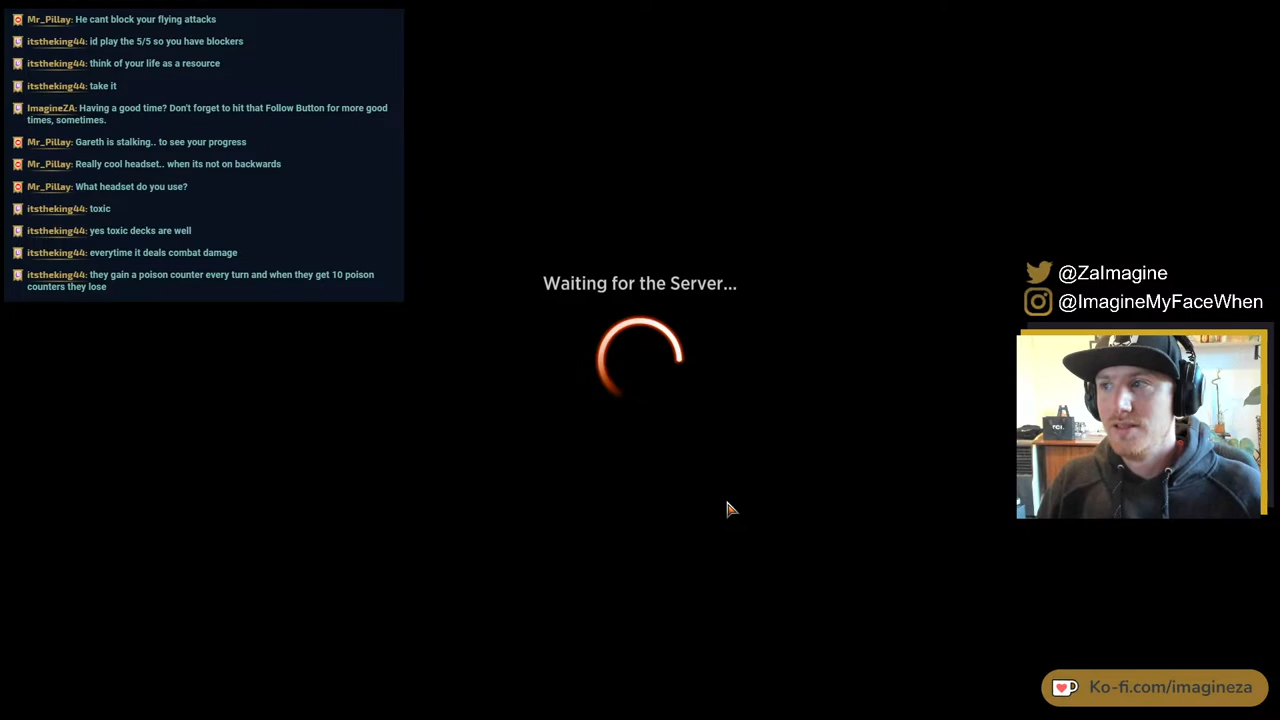 Mr_Pillay: He cant block your flying attacks
itstheking44: id play the 5/5 so you have blockers
itstheking44: think of your life as a resource
itstheking44: take it
ImagineZA: Having a good time? Don't forget to hit that Follow Button for more good
times, sometimes.
Mr_Pillay: Gareth is stalking.. to see your progress
Mr_Pillay: Really cool headset.. when its not on backwards
Mr_Pillay: What headset do you use?
itstheking44: toxic
itstheking44: yes toxic decks are well
itstheking44: everytime it deals combat damage
itstheking44: they gain a poison counter every turn and when they get 10 poison
counters they lose
Waiting for the Server...
@ZaImagine
@ImagineMyFaceWhen
Ko-fi.com/imagineza